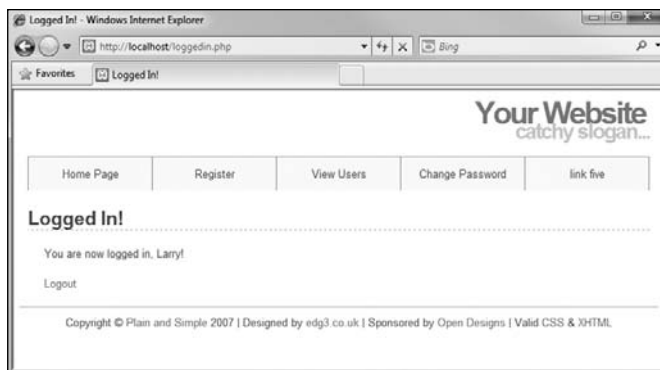 Logged In! - Windows Internet Explorer
http://localhost/loggedin.php
Bing
Favorites
Logged In!
Your Website
catchy slogan...
Home Page
Register
View Users
Change Password
link five
Logged In!
You are now logged in, Larry!
Logout
Copyright © Plain and Simple 2007 | Designed by edg3.co.uk | Sponsored by Open Designs | Valid CSS & XHTML